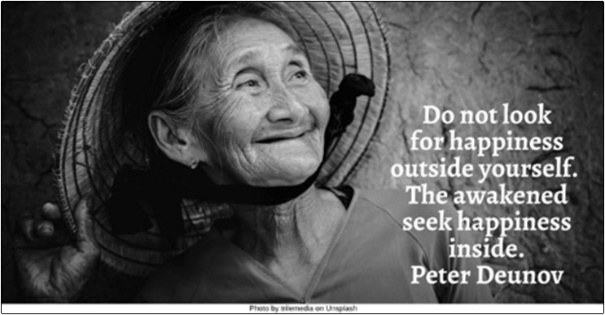 Do not look
for happiness
outside yourself.
The awakened
seek happiness
inside.
Peter Deunov
Photo by trilemedia on Unsplash